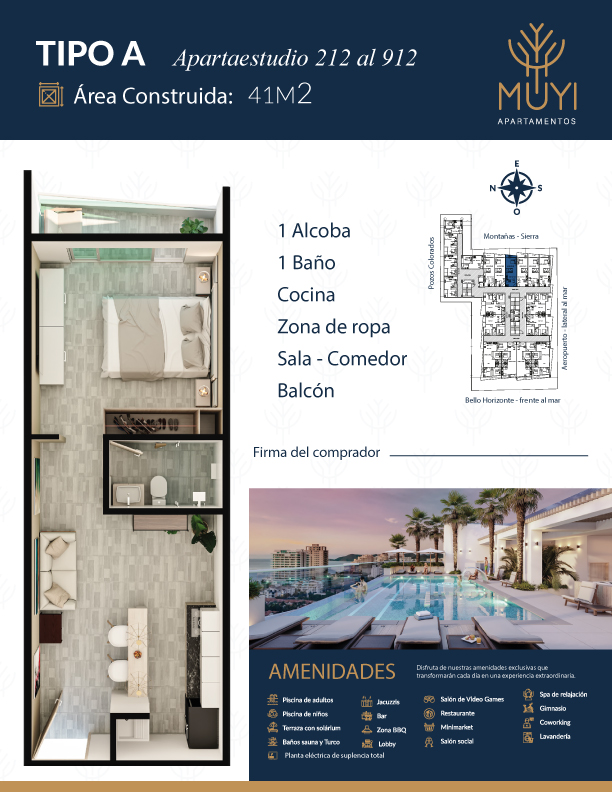 TIPO A Apartaestudio 212 al 912
Área Construida: 41M2
MUYI
APARTAMENTOS
E
N S
O
1 Alcoba
1 Baño
Cocina
Zona de ropa
Sala - Comedor
Balcón
Montañas - Sierra
Pozos Colorados
Aeropuerto - lateral al mar
Bello Horizonte - frente al mar
Firma del comprador
AMENIDADES
Disfruta de nuestras amenidades exclusivas que
transformarán cada día en una experiencia extraordinaria.
Piscina de adultos
Piscina de niños
Terraza con solárium
Baños sauna y Turco
Planta eléctrica de suplencia total
Jacuzzis
Bar
Zona BBQ
Lobby
Salón de Video Games
Restaurante
Minimarket
Salón social
Spa de relajación
Gimnasio
Coworking
Lavandería